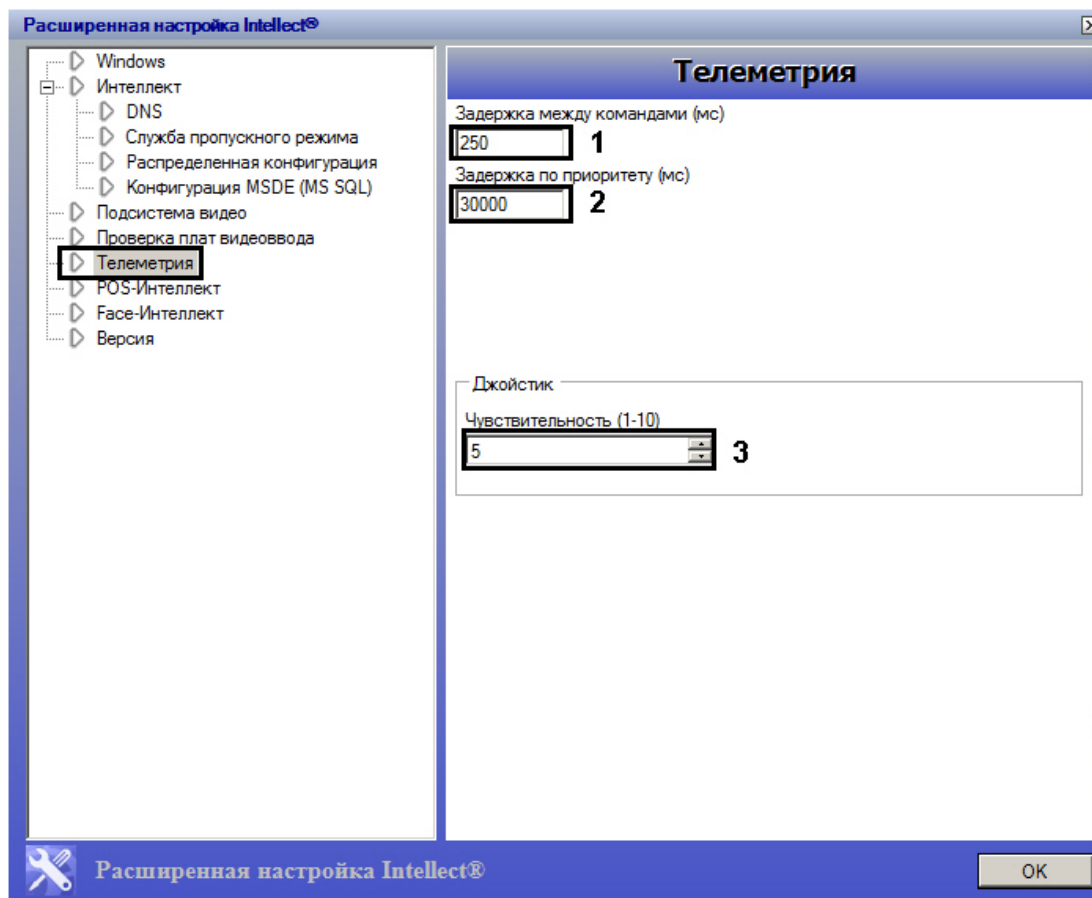 Расширенная настройка Intellect®
Windows
Интеллект
DNS
Служба пропускного режима
Распределенная конфигурация
Конфигурация MSDE (MS SQL)
Подсистема видео
Проверка плат видеоввода
Телеметрия
POS-Интеллект
Face-Интеллект
Версия
Телеметрия
Задержка между командами (мс)
250 1
Задержка по приоритету (мс)
30000 2
Джойстик
Чувствительность (1-10)
5 3
Расширенная настройка Intellect®
OK